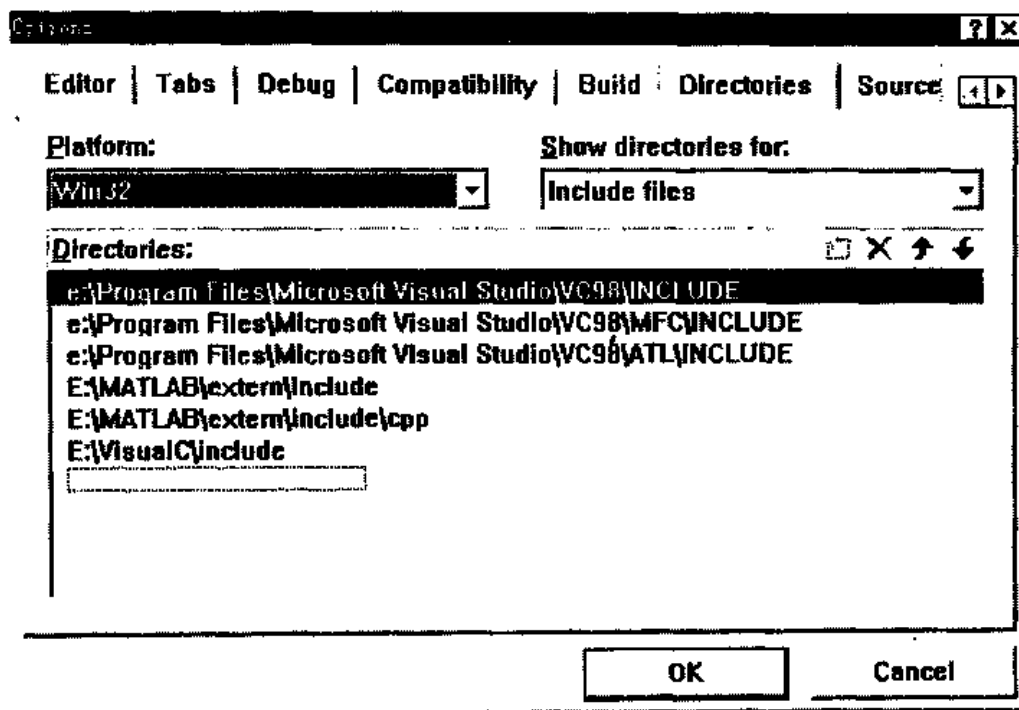 Options
Editor Tabs Debug Compatibility Build Directories Source
Platform: Show directories for:
Win32 Include files
Directories:
e:\Program Files\Microsoft Visual Studio\VC98\INCLUDE
e:\Program Files\Microsoft Visual Studio\VC98\MFC\INCLUDE
e:\Program Files\Microsoft Visual Studio\VC98\ATL\INCLUDE
E:\MATLAB\extern\include
E:\MATLAB\extern\include\cpp
E:\VisualC\include
OK Cancel